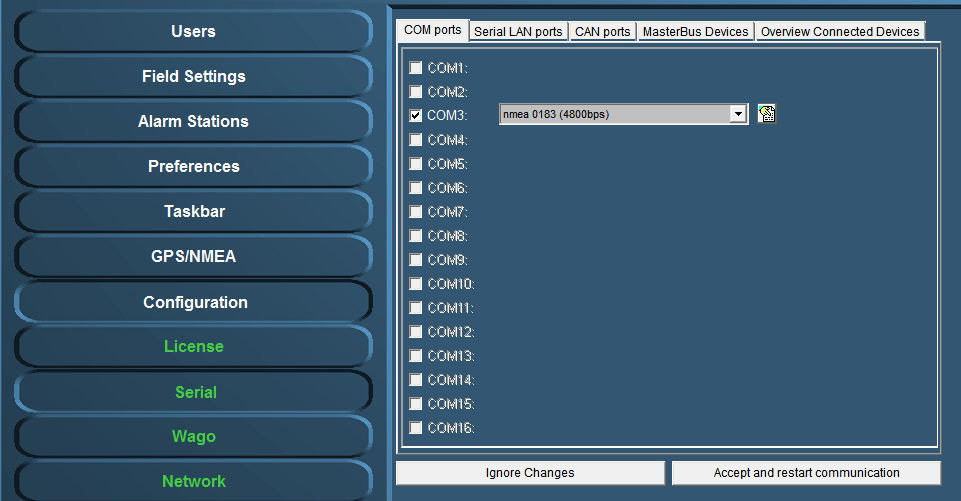 Users
Field Settings
Alarm Stations
Preferences
Taskbar
GPS/NMEA
Configuration
License
Serial
Wago
Network
COM ports Serial LAN ports CAN ports MasterBus Devices Overview Connected Devices
COM1:
COM2:
COM3: nmea 0183 (4800bps)
COM4:
COM5:
COM6:
COM7:
COM8:
COM9:
COM10:
COM11:
COM12:
COM13:
COM14:
COM15:
COM16:
Ignore Changes Accept and restart communication